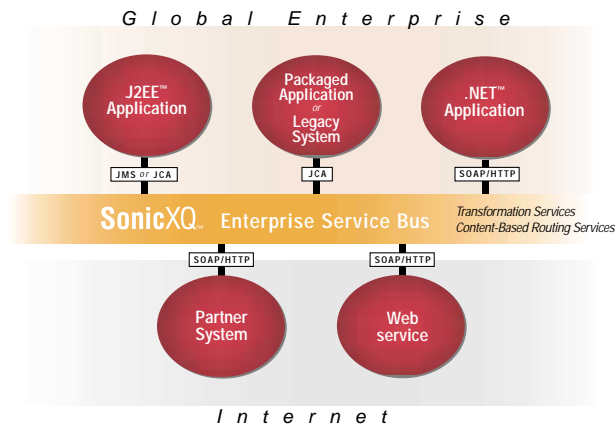 Global Enterprise
J2EE™
Application
Packaged
Application
or
Legacy
System
.NET™
Application
JMS or JCA
JCA
SOAP/HTTP
SonicXQ™ Enterprise Service Bus
Transformation Services
Content-Based Routing Services
SOAP/HTTP
SOAP/HTTP
Partner
System
Web
service
Internet